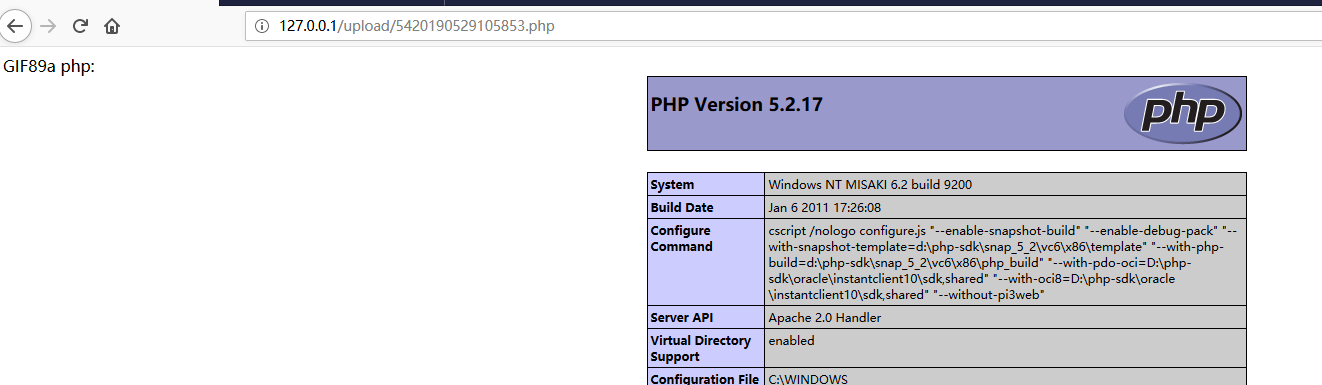 127.0.0.1/upload/5420190529105853.php
GIF89a php:
PHP Version 5.2.17
php
System Windows NT MISAKI 6.2 build 9200
Build Date Jan 6 2011 17:26:08
Configure Command cscript /nologo configure.js "--enable-snapshot-build" "--enable-debug-pack" "--
with-snapshot-template=d:\php-sdk\snap_5_2\vc6\x86\template" "--with-php-
build=d:\php-sdk\snap_5_2\vc6\x86\php_build" "--with-pdo-oci=D:\php-
sdk\oracle\instantclient10\sdk,shared" "--with-oci8=D:\php-sdk\oracle
\instantclient10\sdk,shared" "--without-pi3web"
Server API Apache 2.0 Handler
Virtual Directory Support enabled
Configuration File C:\WINDOWS